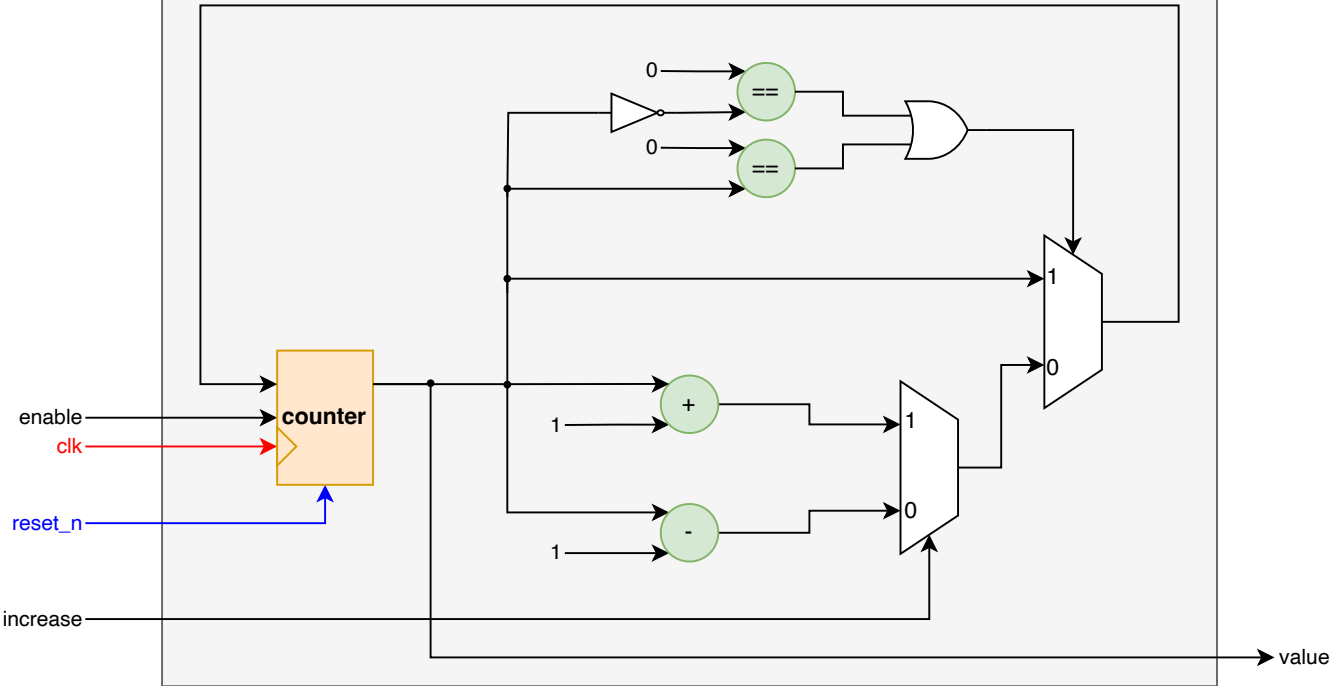 0
==
0
==
1
0
counter
enable
clk
+
1
1
reset_n
-
1
0
increase
value